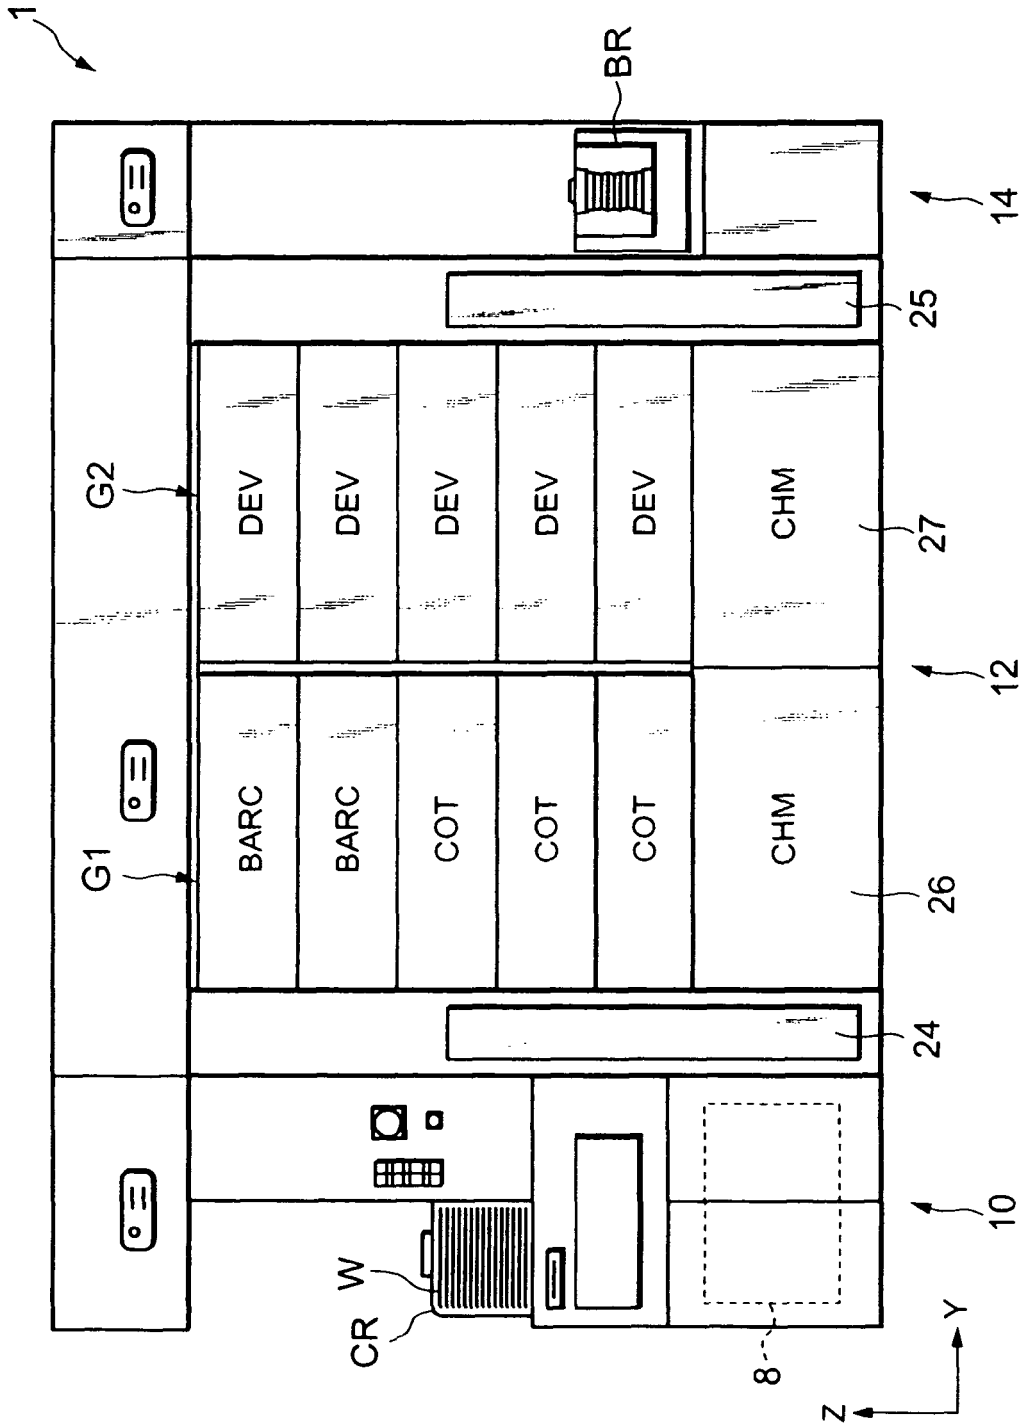 1
G1 G2
BARC DEV
BARC DEV
W
CR
COT DEV
COT DEV
BR
COT DEV
8
CHM CHM
Z
24 26 27 25
Y
10 12 14